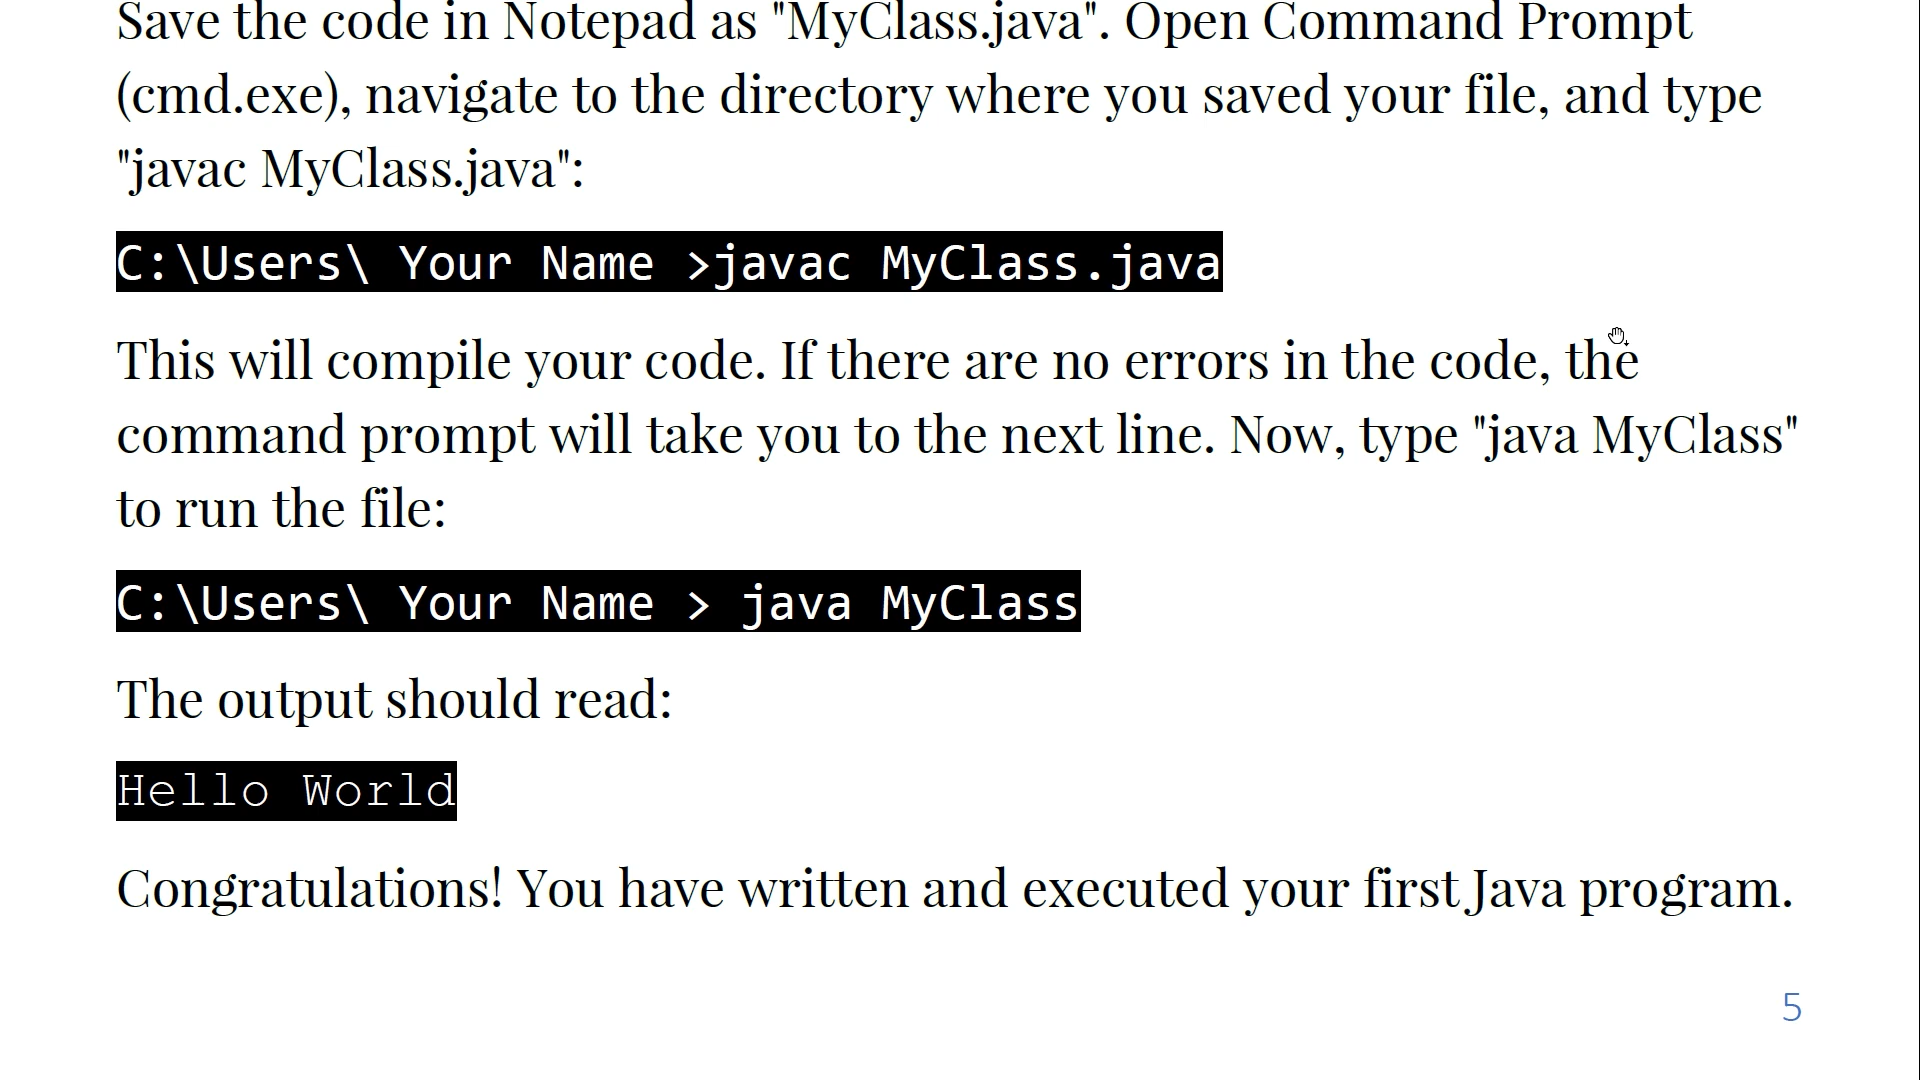 Save the code in Notepad as "MyClass.java". Open Command Prompt
(cmd.exe), navigate to the directory where you saved your file, and type
"javac MyClass.java":
C:\Users\ Your Name >javac MyClass.java
This will compile your code. If there are no errors in the code, the
command prompt will take you to the next line. Now, type "java MyClass"
to run the file:
C:\Users\ Your Name > java MyClass
The output should read:
Hello World
Congratulations! You have written and executed your first Java program.
5